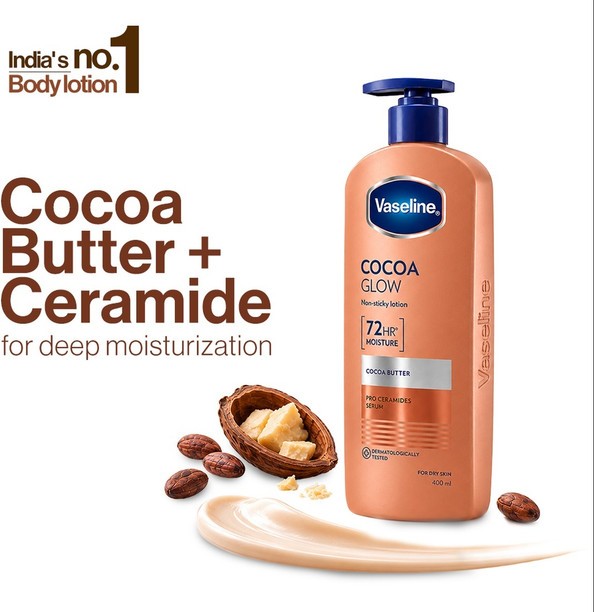 India's no.1
Body lotion
Cocoa
Butter +
Ceramide
for deep moisturization
Vaseline®
COCOA
GLOW
Non-sticky lotion
72HR*
MOISTURE
COCOA BUTTER
PRO CERAMIDES
SERUM
DERMATOLOGICALLY
TESTED
FOR DRY SKIN
400 ml
Vaseline